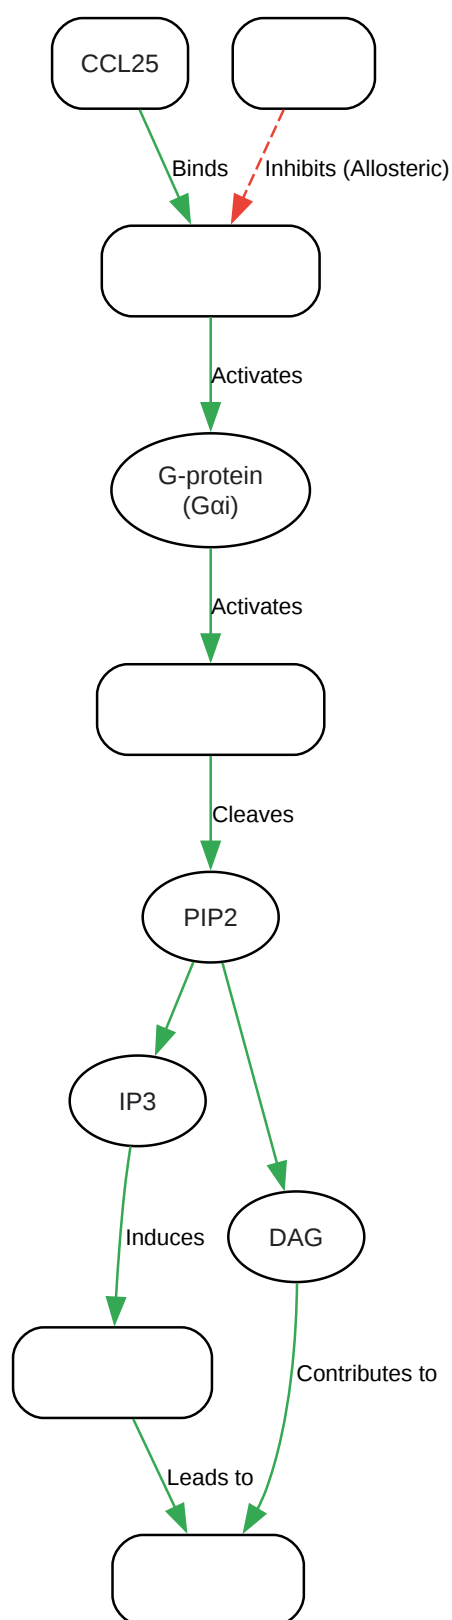 CCL25
Binds
Inhibits (Allosteric)
Activates
G-protein
(Gαi)
Activates
Cleaves
PIP2
IP3
DAG
Induces
Contributes to
Leads to